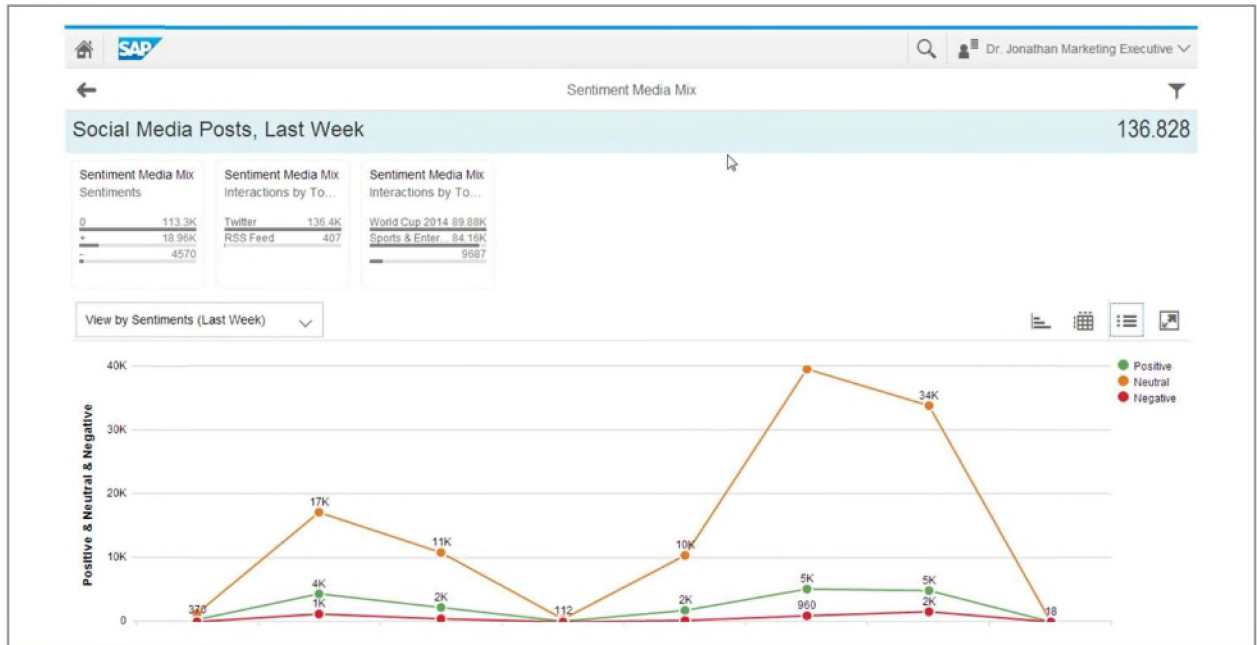 SAP
Dr. Jonathan Marketing Executive
Sentiment Media Mix
Social Media Posts, Last Week 136.828
Sentiment Media Mix
Sentiments
0 113.3K
+ 18.96K
- 4570
Sentiment Media Mix
Interactions by To...
Twitter 136.4K
RSS Feed 407
Sentiment Media Mix
Interactions by To...
World Cup 2014 89.88K
Sports & Enter... 84.16K
9687
View by Sentiments (Last Week)
Positive & Neutral & Negative
40K
30K
20K
10K
0
17K
11K
10K
34K
4K
1K
2K
112
2K
5K
960
5K
2K
18
Positive
Neutral
Negative